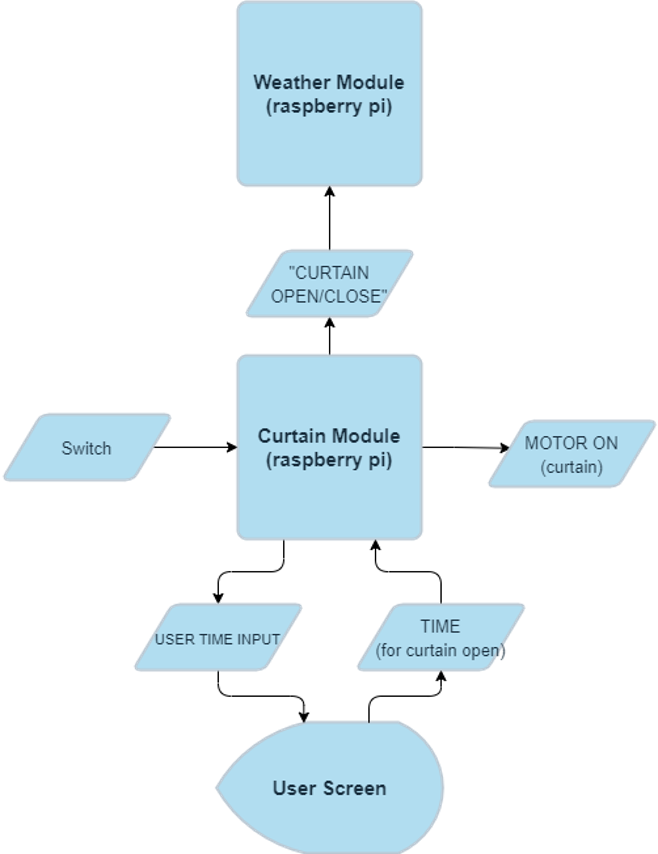 Weather Module
(raspberry pi)
"CURTAIN
OPEN/CLOSE"
Switch
Curtain Module
(raspberry pi)
MOTOR ON
(curtain)
USER TIME INPUT
TIME
(for curtain open)
User Screen